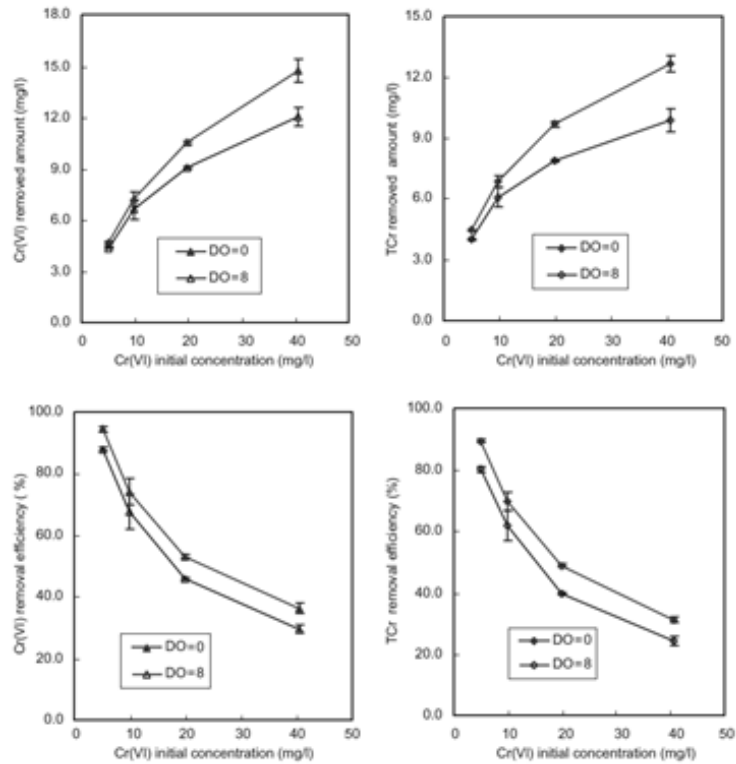 18.0
15.0
12.0
9.0
6.0
3.0
0.0
Cr(VI) removed amount (mg/l)
DO=0
DO=8
0 10 20 30 40 50
Cr(VI) initial concentration (mg/l)
15.0
12.0
9.0
6.0
3.0
0.0
TCr removed amount (mg/l)
DO=0
DO=8
0 10 20 30 40 50
Cr(VI) initial concentration (mg/l)
100.0
80.0
60.0
40.0
20.0
0.0
Cr(VI) removal efficiency ( %)
DO=0
DO=8
0 10 20 30 40 50
Cr(VI) initial concentration (mg/l)
100.0
80.0
60.0
40.0
20.0
0.0
TCr removal efficiency (%)
DO=0
DO=8
0 10 20 30 40 50
Cr(VI) initial concentration (mg/l)